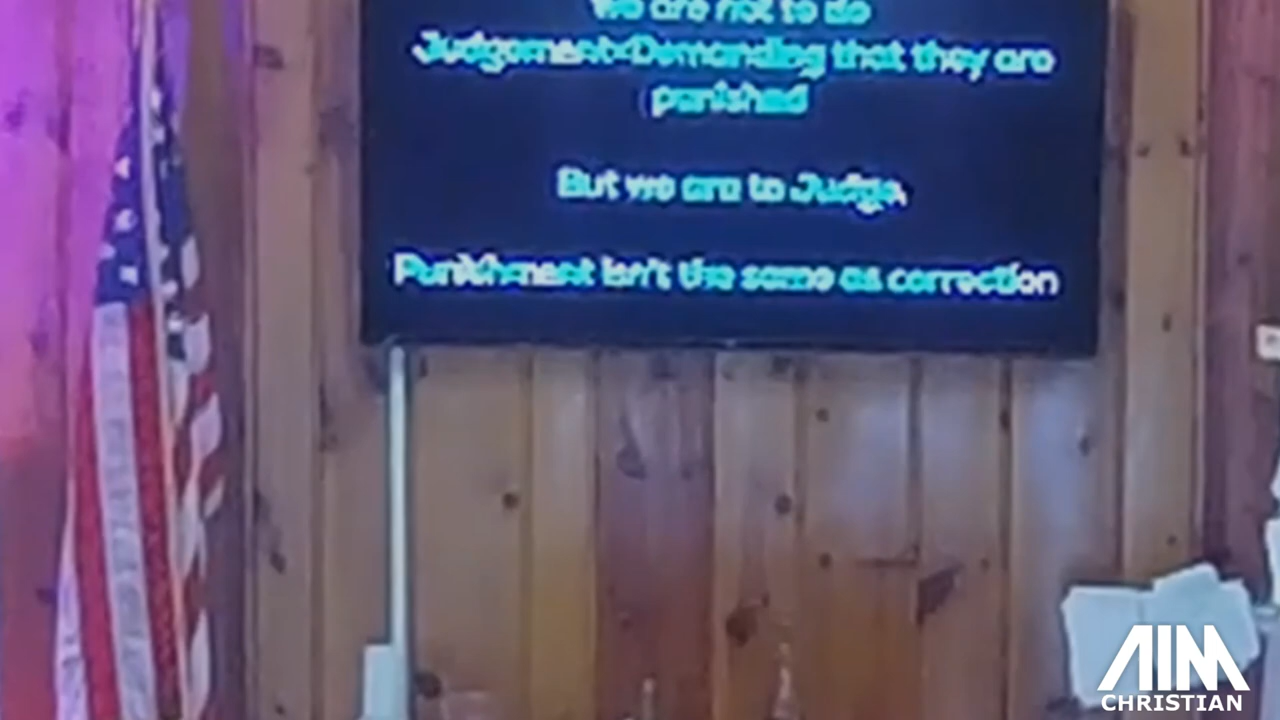 we are not to do
Judgement=Demanding that they are
punished
But we are to Judge,
Punishment isn't the same as correction
AIM
CHRISTIAN